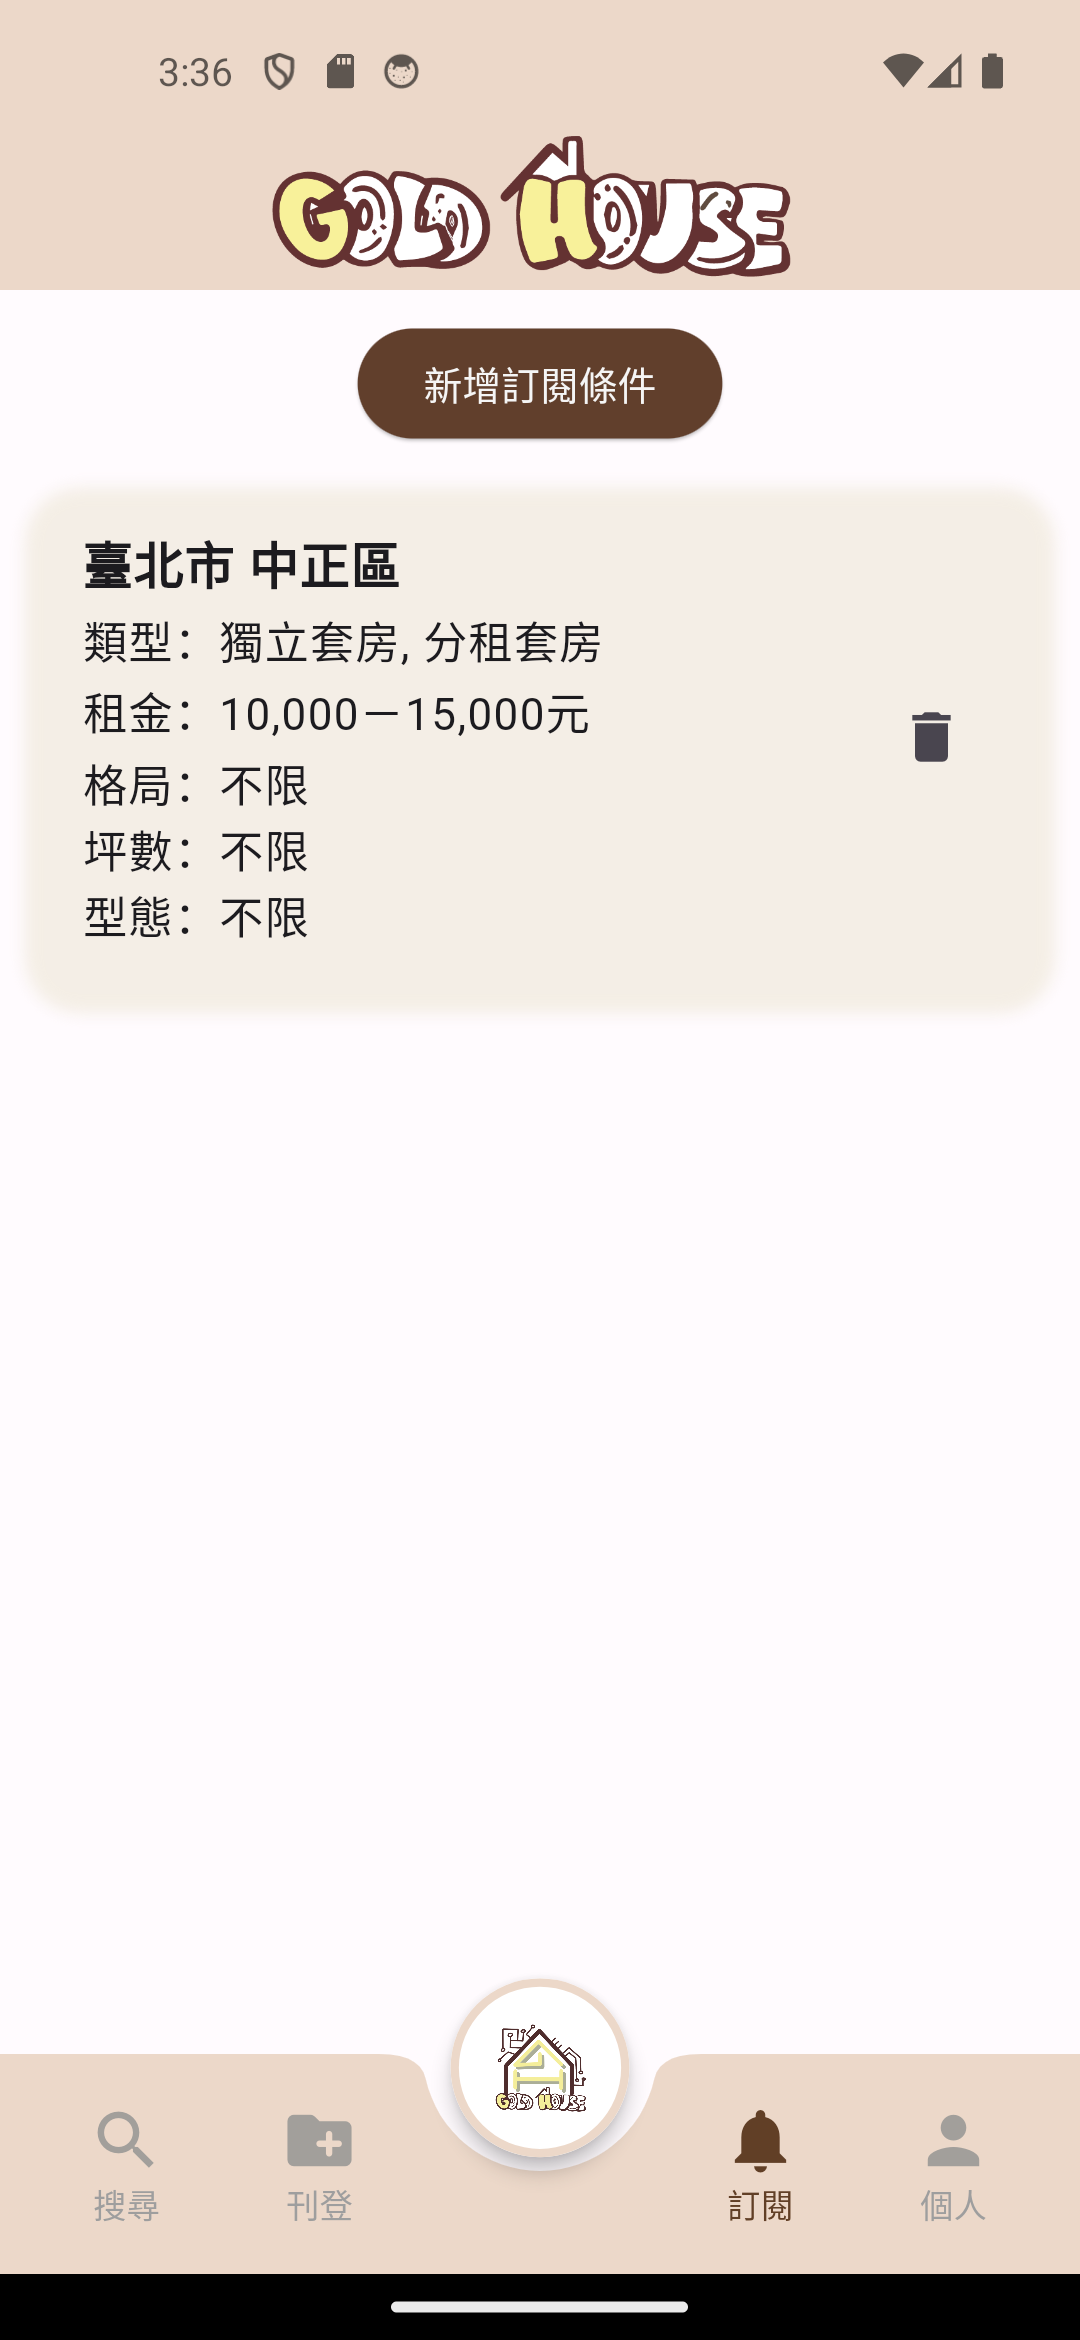 3:36
GOLD HOUSE
新增訂閱條件
臺北市 中正區
類型：獨立套房, 分租套房
租金：10,000－15,000元
格局：不限
坪數：不限
型態：不限
GOLD HOUSE
搜尋
刊登
訂閱
個人